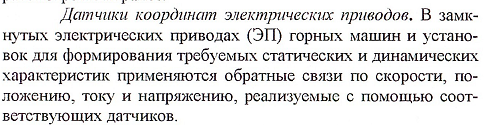 Датчики координат электрических приводов. В замк-
нутых электрических приводах (ЭП) горных машин и устано-
вок для формирования требуемых статических и динамических
характеристик применяются обратные связи по скорости, по-
ложению, току и напряжению, реализуемые с помощью соот-
ветствующих датчиков.